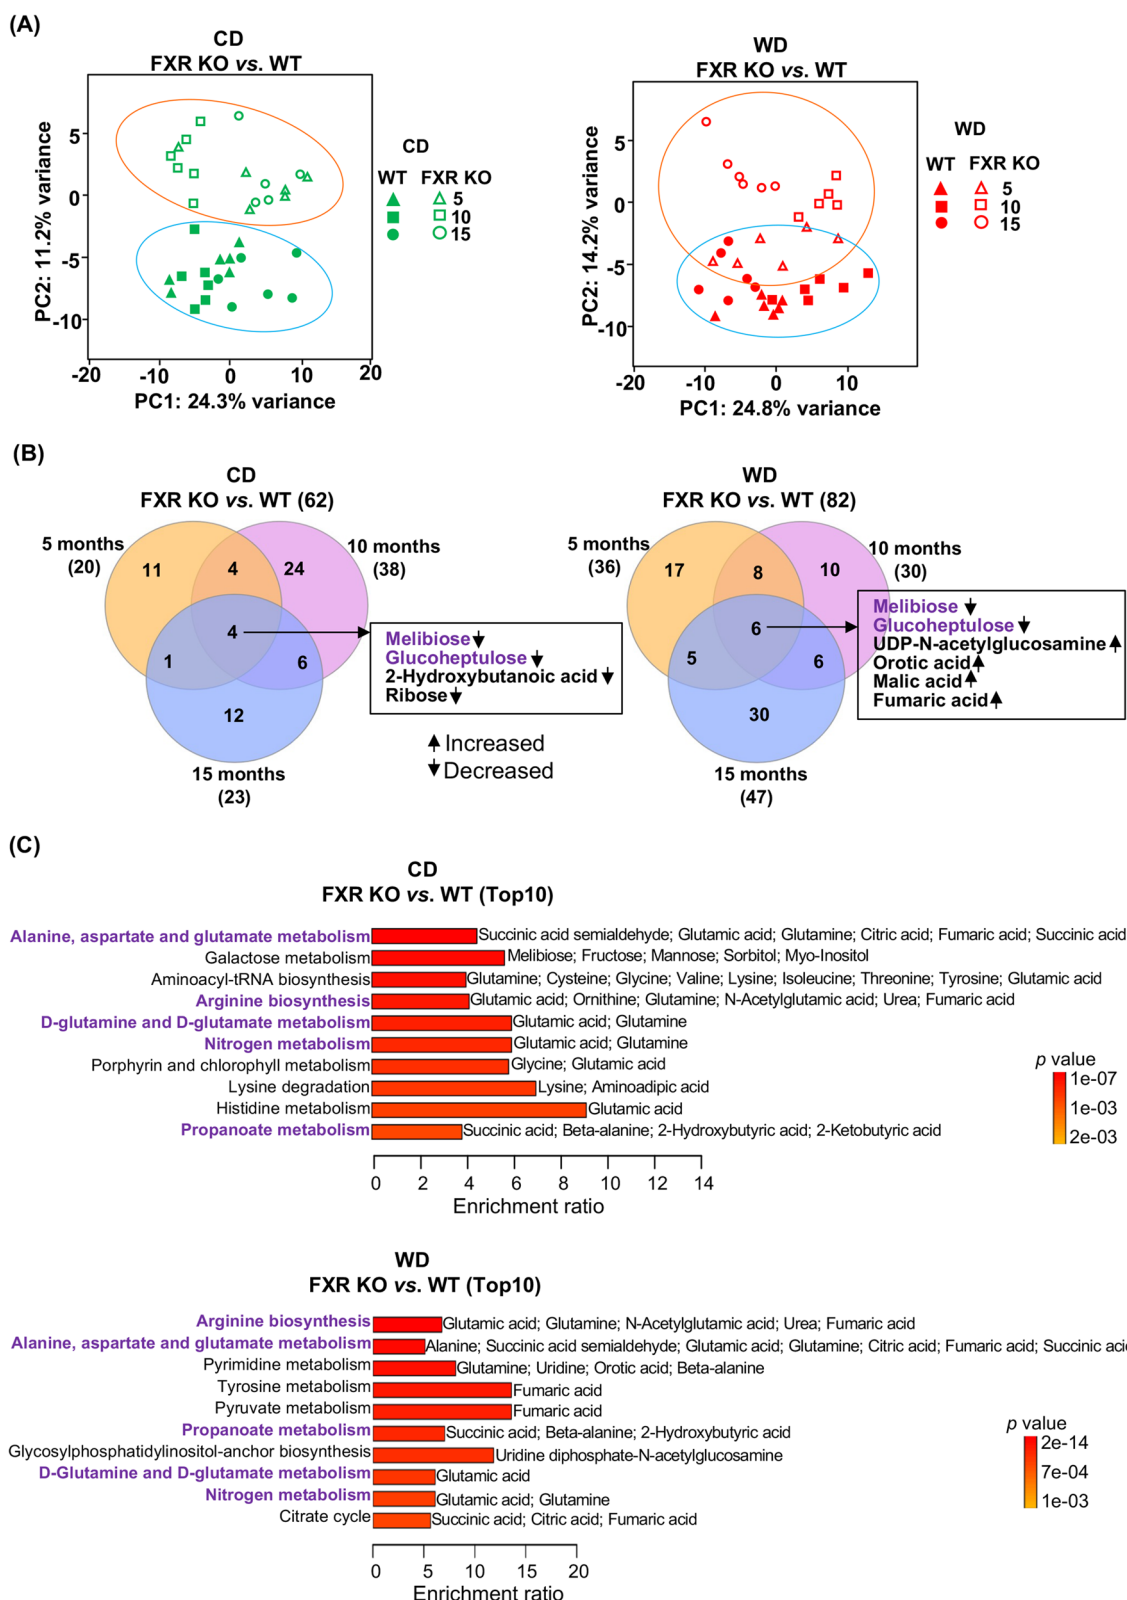 (A)
CD
FXR KO vs. WT
PC2: 11.2% variance
5
0
-5
-10
-20
-10
0
10
20
PC1: 24.3% variance
CD
WT FXR KO
5
10
15
WD
FXR KO vs. WT
PC2: 14.2% variance
5
0
-5
-10
-20
-10
0
10
PC1: 24.8% variance
WD
WT FXR KO
5
10
15
(B)
CD
FXR KO vs. WT (62)
5 months
(20)
10 months
(38)
11
4
24
4
1
6
12
15 months
(23)
Melibiose
Glucoheptulose
2-Hydroxybutanoic acid
Ribose
Increased
Decreased
WD
FXR KO vs. WT (82)
5 months
(36)
10 months
(30)
17
8
10
6
5
6
30
15 months
(47)
Melibiose
Glucoheptulose
UDP-N-acetylglucosamine
Orotic acid
Malic acid
Fumaric acid
(C)
CD
FXR KO vs. WT (Top10)
Alanine, aspartate and glutamate metabolism Succinic acid semialdehyde; Glutamic acid; Glutamine; Citric acid; Fumaric acid; Succinic acid
Galactose metabolism Melibiose; Fructose; Mannose; Sorbitol; Myo-Inositol
Aminoacyl-tRNA biosynthesis Glutamine; Cysteine; Glycine; Valine; Lysine; Isoleucine; Threonine; Tyrosine; Glutamic acid
Arginine biosynthesis Glutamic acid; Ornithine; Glutamine; N-Acetylglutamic acid; Urea; Fumaric acid
D-glutamine and D-glutamate metabolism Glutamic acid; Glutamine
Nitrogen metabolism Glutamic acid; Glutamine
Porphyrin and chlorophyll metabolism Glycine; Glutamic acid
Lysine degradation Lysine; Aminoadipic acid
Histidine metabolism Glutamic acid
Propanoate metabolism Succinic acid; Beta-alanine; 2-Hydroxybutyric acid; 2-Ketobutyric acid
0 2 4 6 8 10 12 14
Enrichment ratio
p value
1e-07
1e-03
2e-03
WD
FXR KO vs. WT (Top10)
Arginine biosynthesis Glutamic acid; Glutamine; N-Acetylglutamic acid; Urea; Fumaric acid
Alanine, aspartate and glutamate metabolism Alanine; Succinic acid semialdehyde; Glutamic acid; Glutamine; Citric acid; Fumaric acid; Succinic aci
Pyrimidine metabolism Glutamine; Uridine; Orotic acid; Beta-alanine
Tyrosine metabolism Fumaric acid
Pyruvate metabolism Fumaric acid
Propanoate metabolism Succinic acid; Beta-alanine; 2-Hydroxybutyric acid
Glycosylphosphatidylinositol-anchor biosynthesis Uridine diphosphate-N-acetylglucosamine
D-Glutamine and D-glutamate metabolism Glutamic acid
Nitrogen metabolism Glutamic acid; Glutamine
Citrate cycle Succinic acid; Citric acid; Fumaric acid
0 5 10 15 20
Enrichment ratio
p value
2e-14
7e-04
1e-03